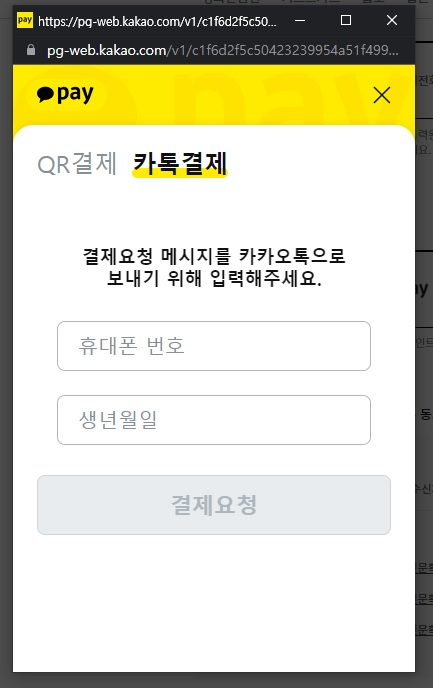 pay https://pg-web.kakao.com/v1/c1f6d2f5c50...
pg-web.kakao.com/v1/c1f6d2f5c50423239954a51f499...
pay
QR결제 카톡결제
결제요청 메시지를 카카오톡으로
보내기 위해 입력해주세요.
휴대폰 번호
생년월일
결제요청